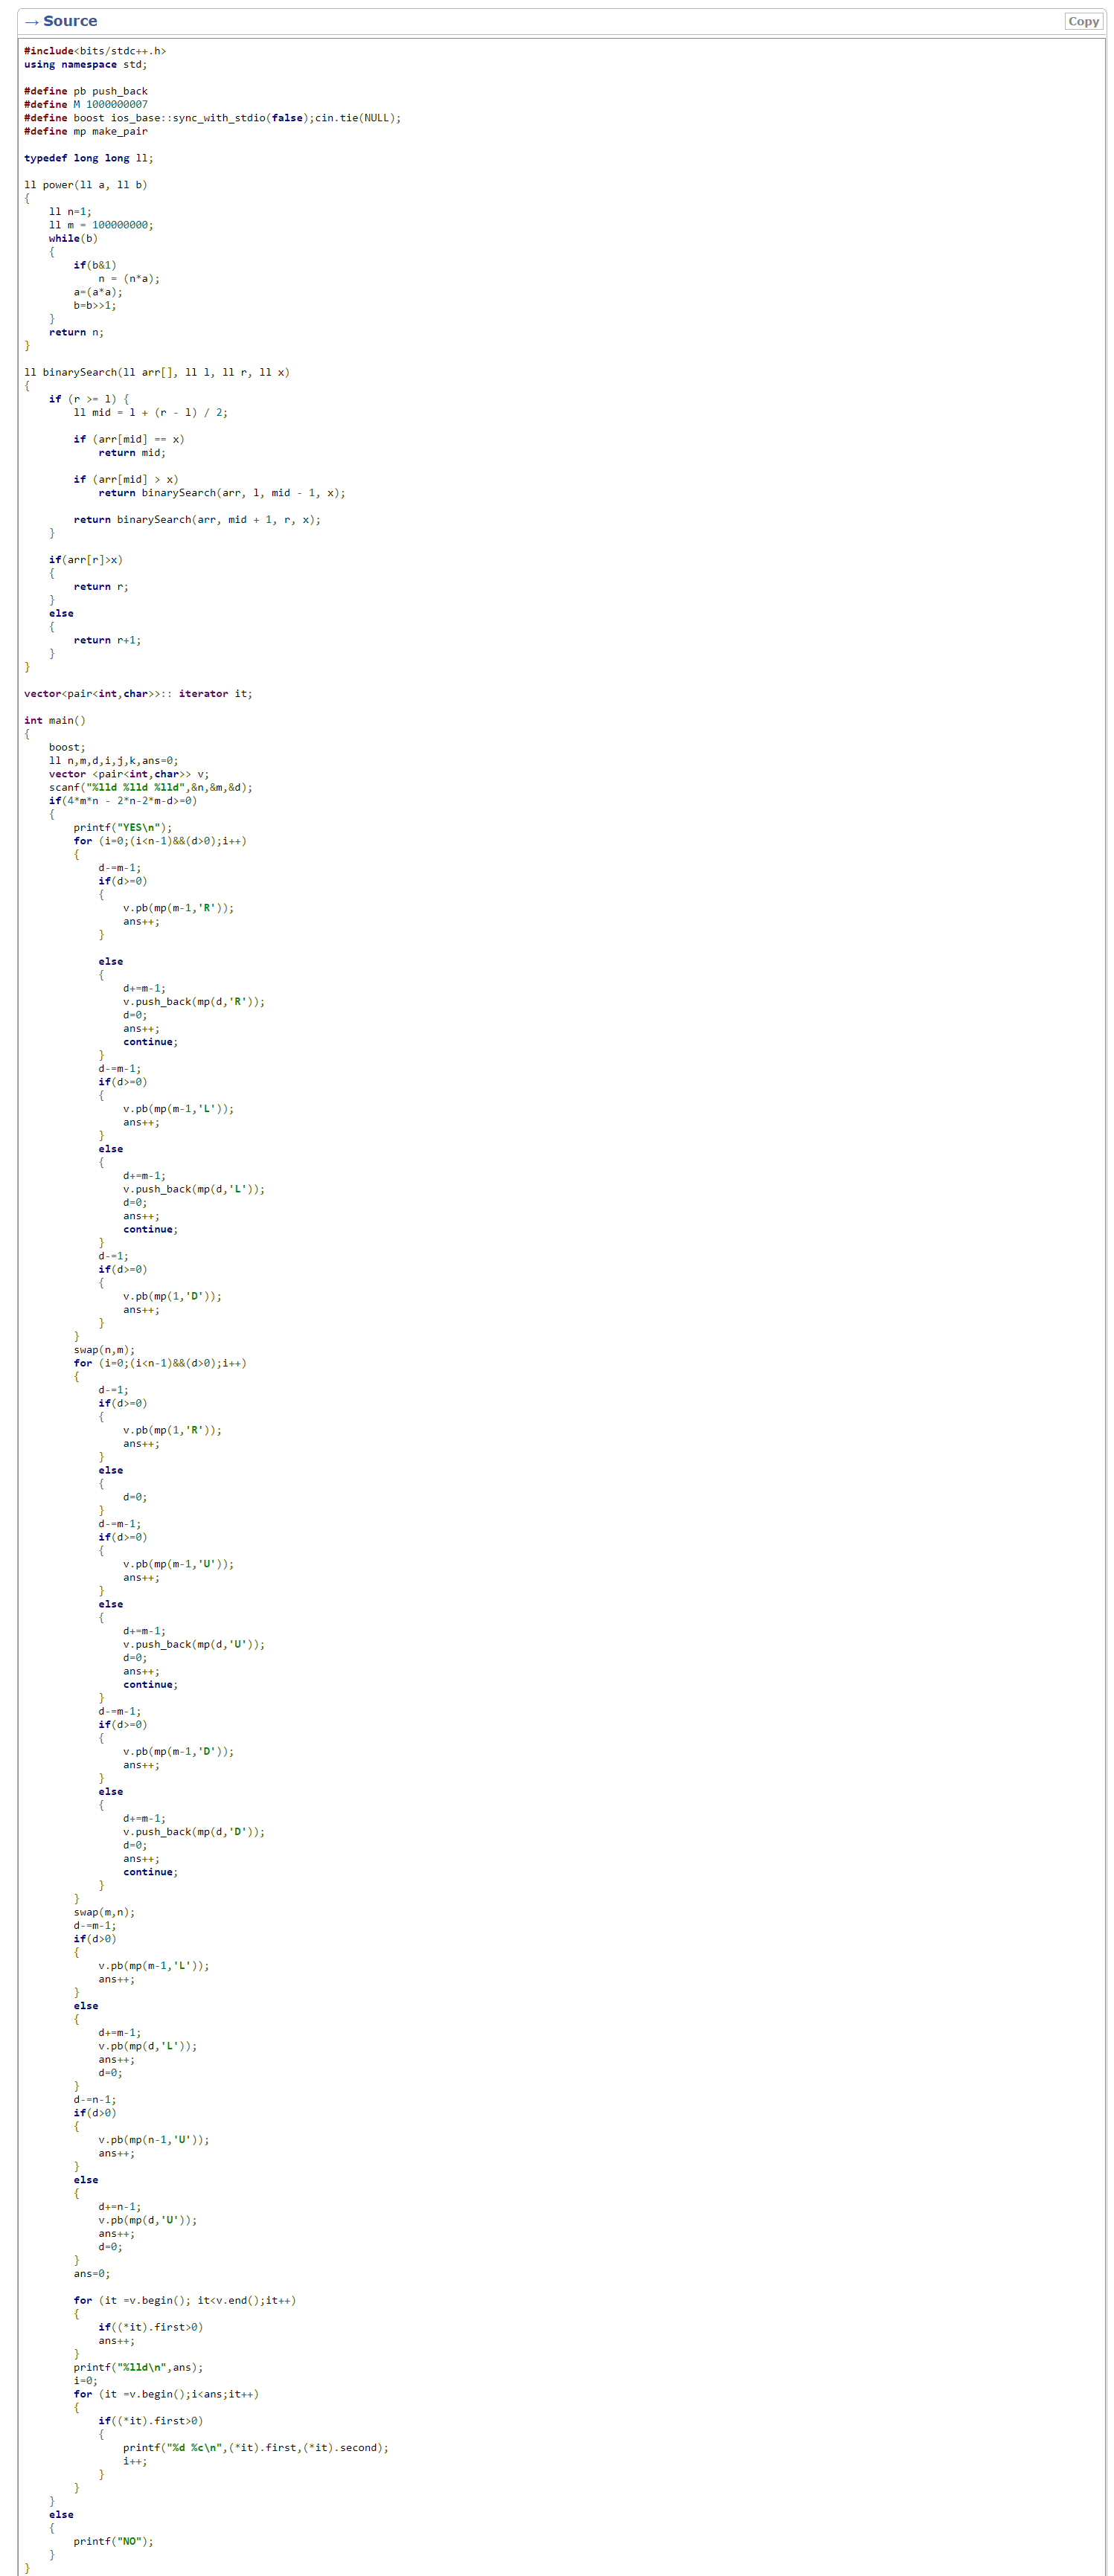 → Source
Copy
#include<bits/stdc++.h>
using namespace std;

#define pb push_back
#define M 1000000007
#define boost ios_base::sync_with_stdio(false);cin.tie(NULL);
#define mp make_pair

typedef long long ll;

ll power(ll a, ll b)
{
    ll n=1;
    ll m = 100000000;
    while(b)
    {
        if(b&1)
            n = (n*a);
        a=(a*a);
        b=b>>1;
    }
    return n;
}

ll binarySearch(ll arr[], ll l, ll r, ll x)
{
    if (r >= l) {
        ll mid = l + (r - l) / 2;

        if (arr[mid] == x)
            return mid;

        if (arr[mid] > x)
            return binarySearch(arr, l, mid - 1, x);

        return binarySearch(arr, mid + 1, r, x);
    }

    if(arr[r]>x)
    {
        return r;
    }
    else
    {
        return r+1;
    }
}

vector<pair<int,char>>:: iterator it;

int main()
{
    boost;
    ll n,m,d,i,j,k,ans=0;
    vector <pair<int,char>> v;
    scanf("%lld %lld %lld",&n,&m,&d);
    if(4*m*n - 2*n-2*m-d>=0)
    {
        printf("YES\n");
        for (i=0;(i<n-1)&&(d>0);i++)
        {
            d-=m-1;
            if(d>=0)
            {
                v.pb(mp(m-1,'R'));
                ans++;
            }

            else
            {
                d+=m-1;
                v.push_back(mp(d,'R'));
                d=0;
                ans++;
                continue;
            }
            d-=m-1;
            if(d>=0)
            {
                v.pb(mp(m-1,'L'));
                ans++;
            }
            else
            {
                d+=m-1;
                v.push_back(mp(d,'L'));
                d=0;
                ans++;
                continue;
            }
            d-=1;
            if(d>=0)
            {
                v.pb(mp(1,'D'));
                ans++;
            }
        }
        swap(n,m);
        for (i=0;(i<n-1)&&(d>0);i++)
        {
            d-=1;
            if(d>=0)
            {
                v.pb(mp(1,'R'));
                ans++;
            }
            else
            {
                d=0;
            }
            d-=m-1;
            if(d>=0)
            {
                v.pb(mp(m-1,'U'));
                ans++;
            }
            else
            {
                d+=m-1;
                v.push_back(mp(d,'U'));
                d=0;
                ans++;
                continue;
            }
            d-=m-1;
            if(d>=0)
            {
                v.pb(mp(m-1,'D'));
                ans++;
            }
            else
            {
                d+=m-1;
                v.push_back(mp(d,'D'));
                d=0;
                ans++;
                continue;
            }
        }
        swap(m,n);
        d-=m-1;
        if(d>0)
        {
            v.pb(mp(m-1,'L'));
            ans++;
        }
        else
        {
            d+=m-1;
            v.pb(mp(d,'L'));
            ans++;
            d=0;
        }
        d-=n-1;
        if(d>0)
        {
            v.pb(mp(n-1,'U'));
            ans++;
        }
        else
        {
            d+=n-1;
            v.pb(mp(d,'U'));
            ans++;
            d=0;
        }
        ans=0;

        for (it =v.begin(); it<v.end();it++)
        {
            if((*it).first>0)
            ans++;
        }
        printf("%lld\n",ans);
        i=0;
        for (it =v.begin();i<ans;it++)
        {
            if((*it).first>0)
            {
                printf("%d %c\n",(*it).first,(*it).second);
                i++;
            }
        }
    }
    else
    {
        printf("NO");
    }
}